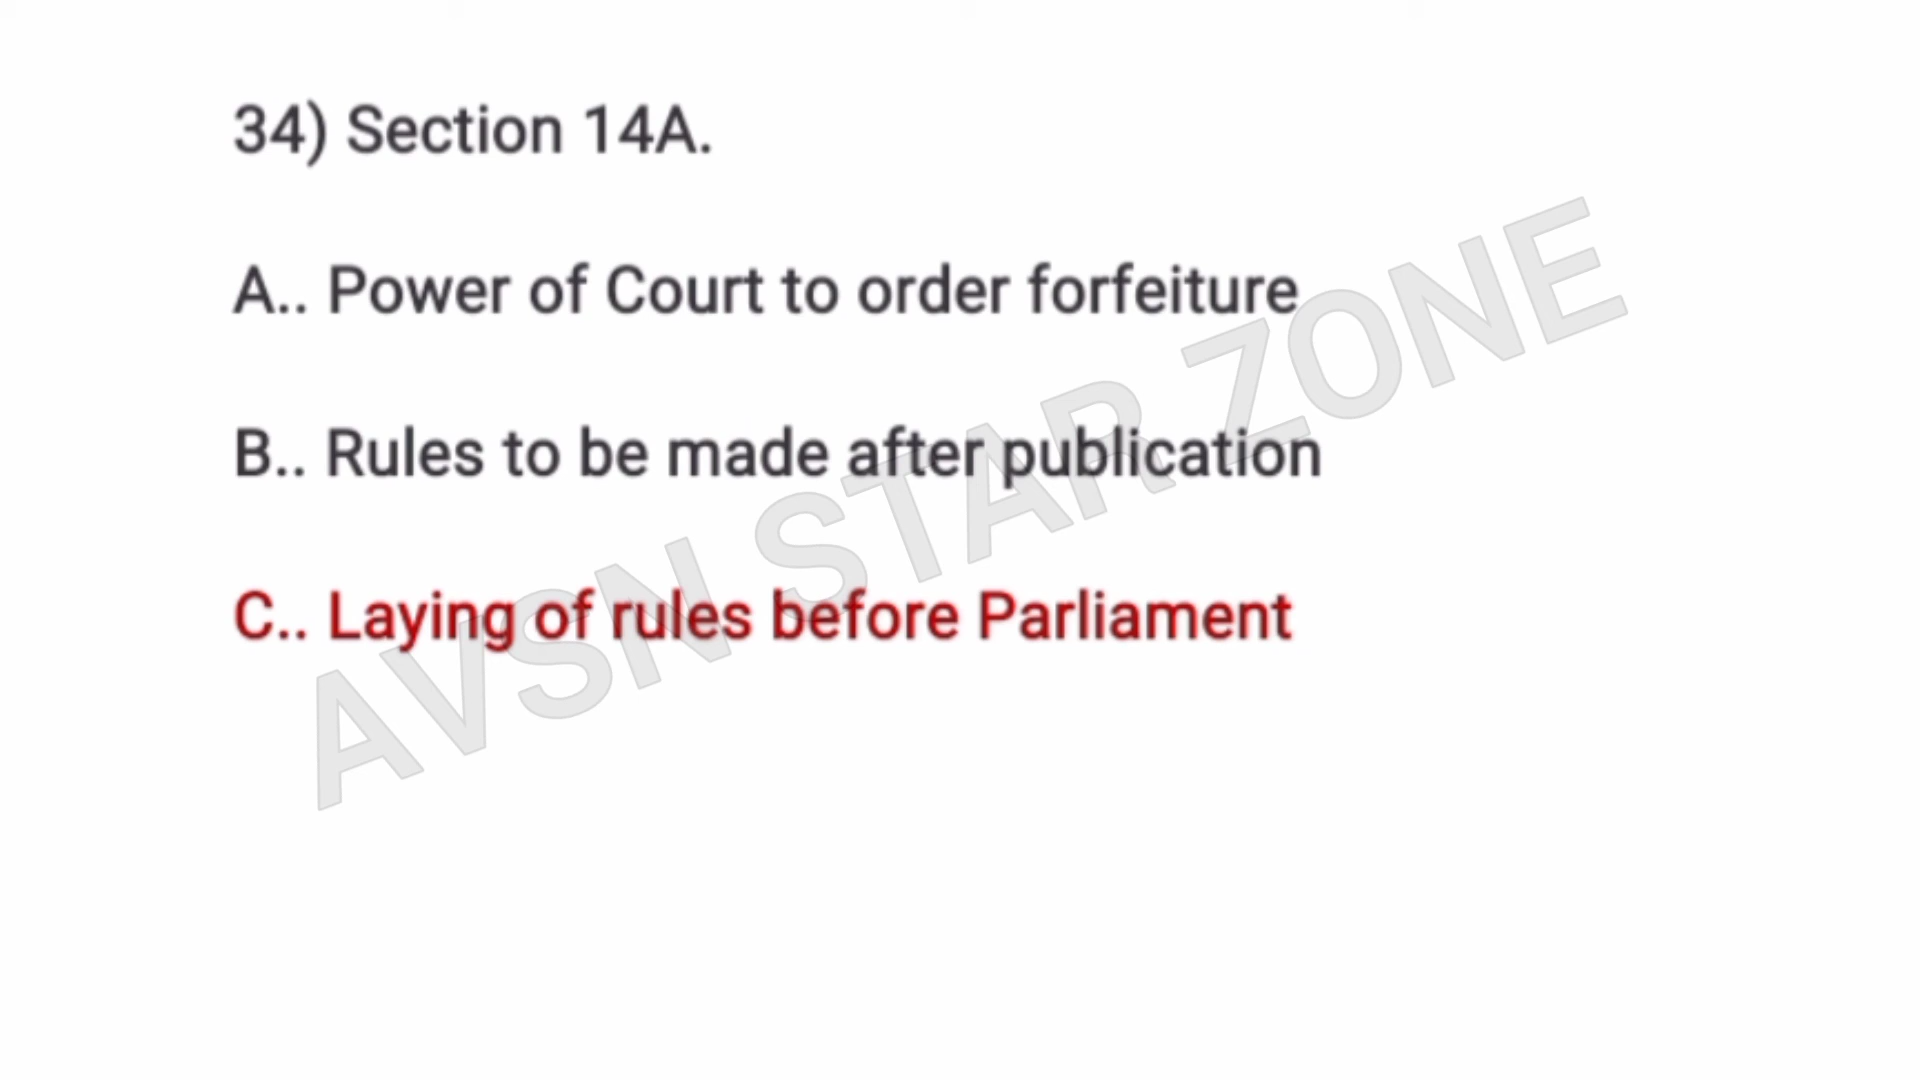 34) Section 14A.
A.. Power of Court to order forfeiture
B.. Rules to be made after publication
C.. Laying of rules before Parliament
AVSN STAR ZONE